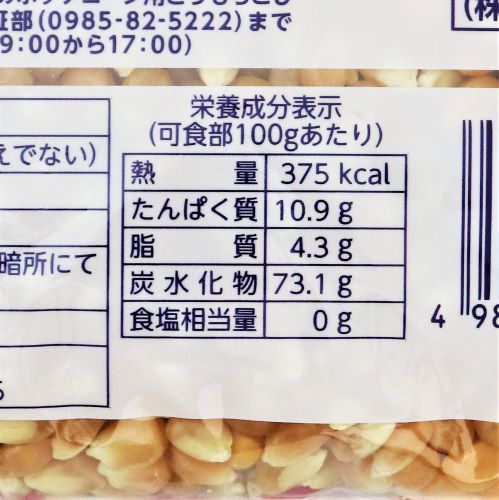 証部(0985-82-5222)まで
9:00から17:00)
(株
えでない)
暗所にて
栄養成分表示
(可食部100gあたり)
熱量 375 kcal
たんぱく質 10.9 g
脂質 4.3 g
炭水化物 73.1 g
食塩相当量 0 g
4 98